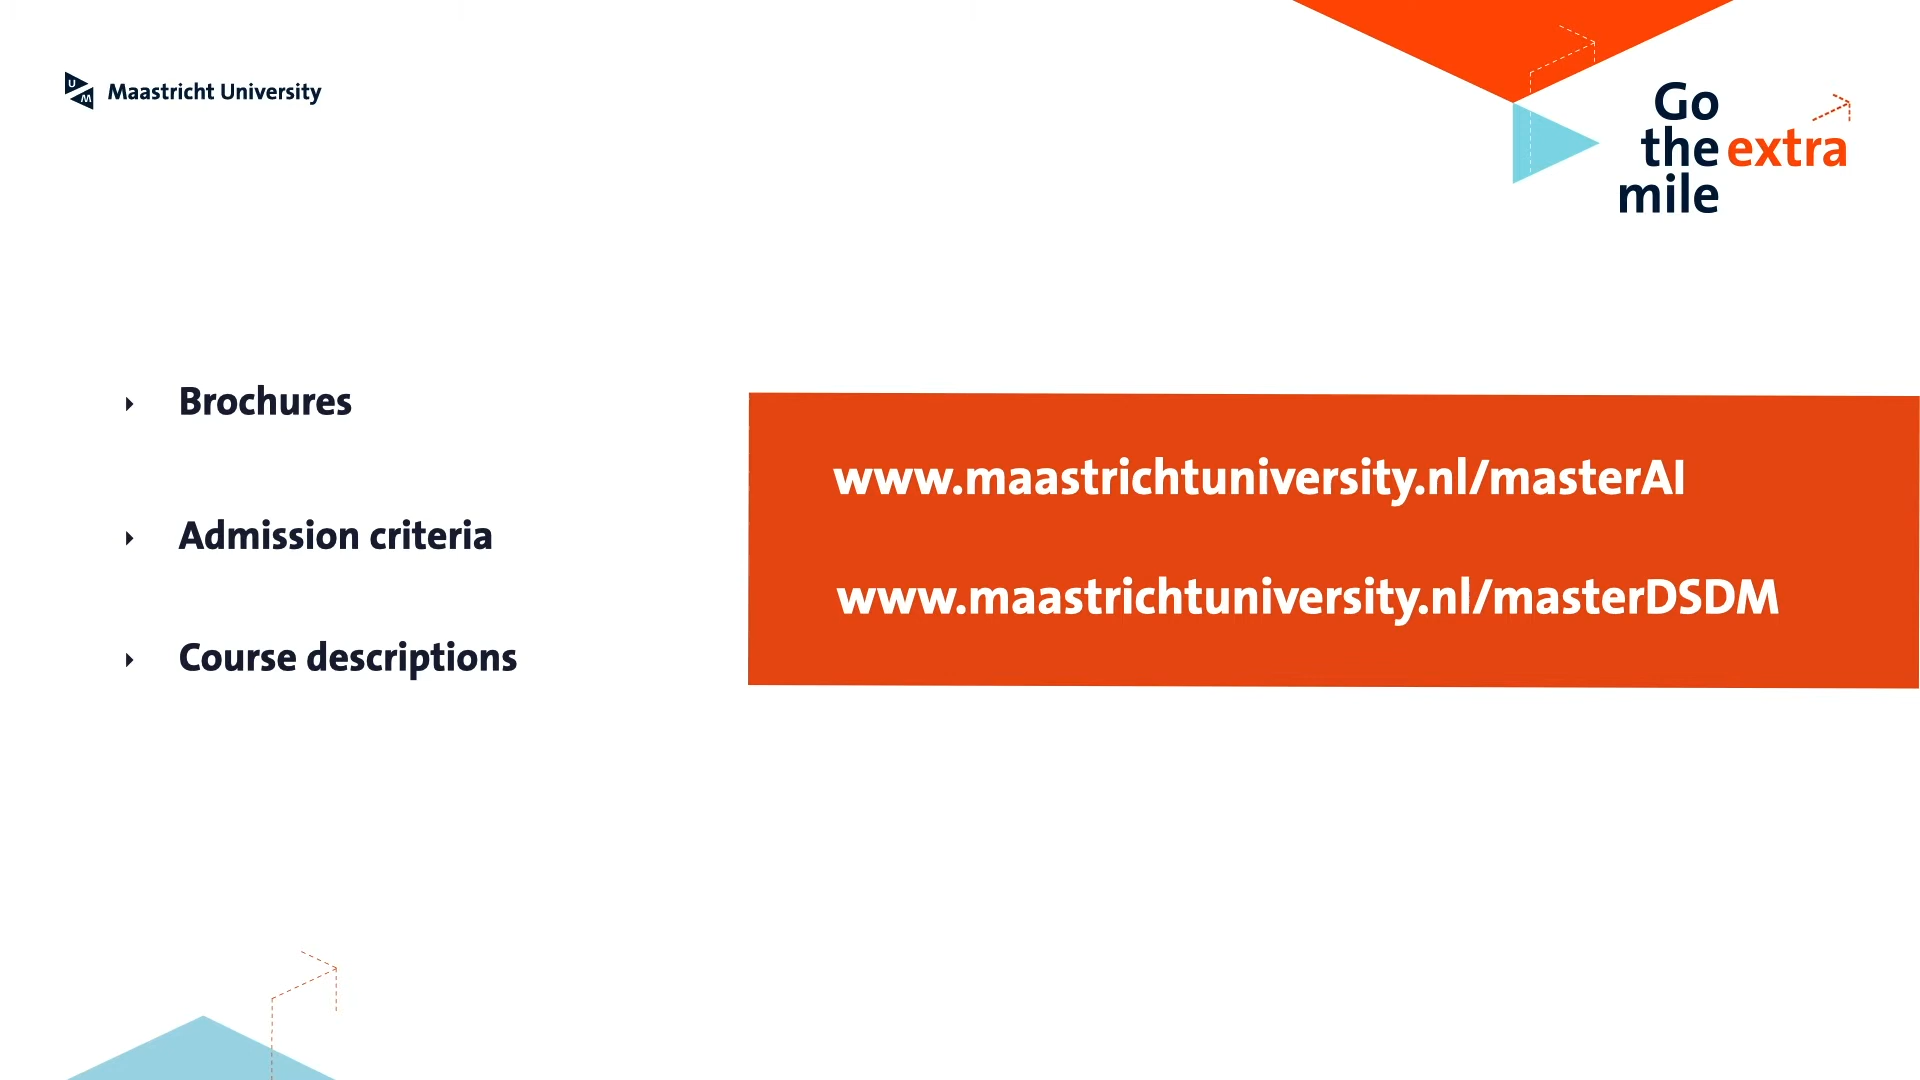 UM
Maastricht University
Go
the extra
mile
Brochures
Admission criteria
Course descriptions
www.maastrichtuniversity.nl/masterAI
www.maastrichtuniversity.nl/masterDSDM